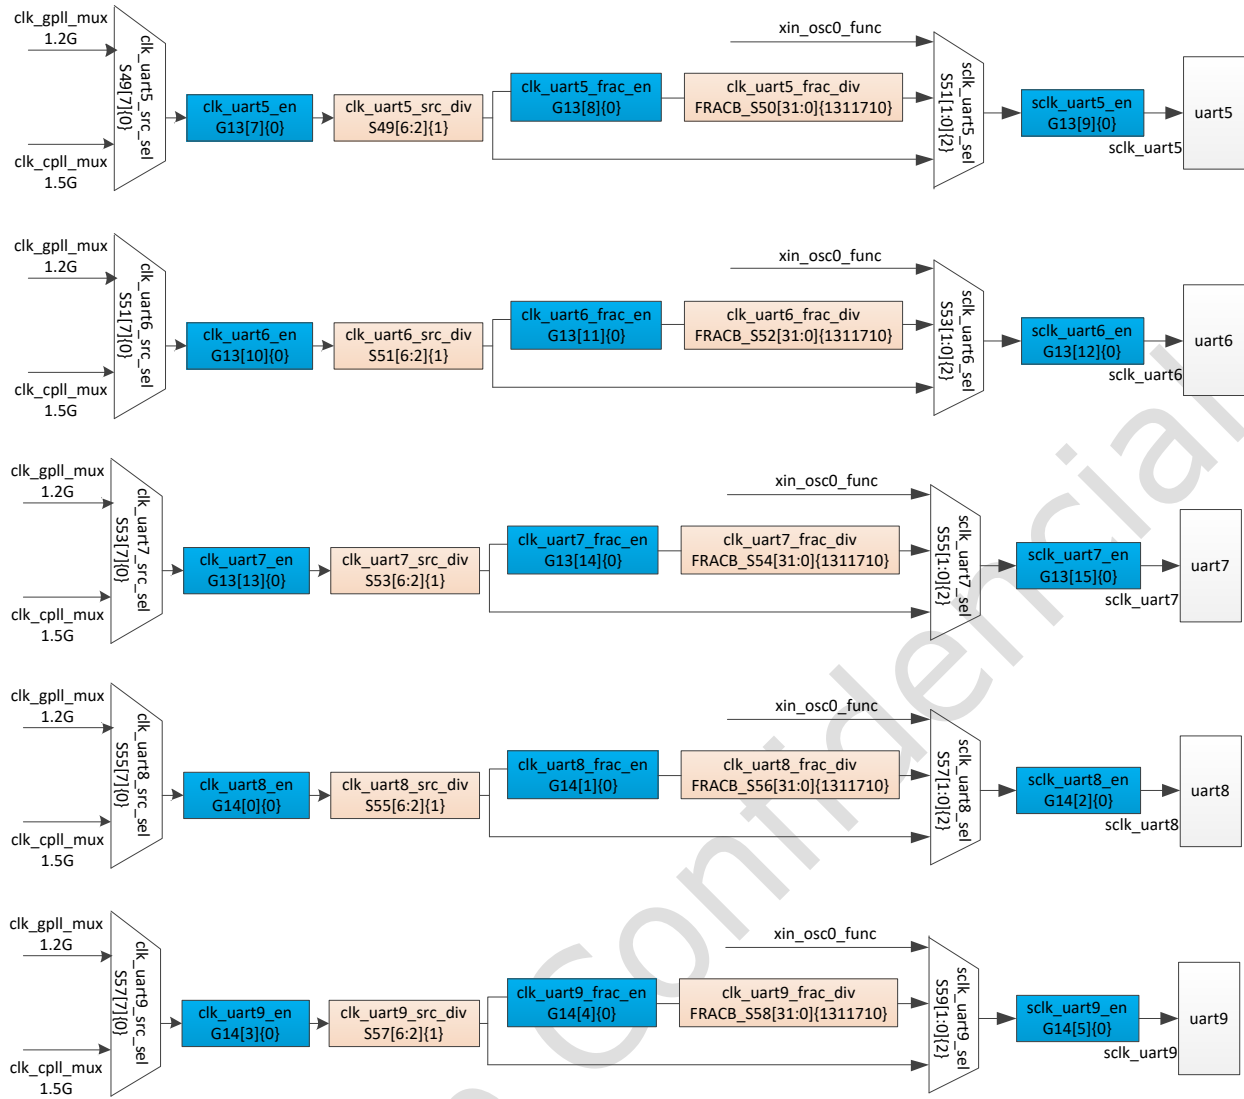 clk_gpll_mux
1.2G
clk_uart5_src_sel
S49[7]{0}
clk_cpll_mux
1.5G
clk_uart5_en
G13[7]{0}
clk_uart5_src_div
S49[6:2]{1}
clk_uart5_frac_en
G13[8]{0}
clk_uart5_frac_div
FRACB_S50[31:0]{1311710}
xin_osc0_func
sclk_uart5_sel
S51[1:0]{2}
sclk_uart5_en
G13[9]{0}
sclk_uart5
uart5
clk_gpll_mux
1.2G
clk_uart6_src_sel
S51[7]{0}
clk_cpll_mux
1.5G
clk_uart6_en
G13[10]{0}
clk_uart6_src_div
S51[6:2]{1}
clk_uart6_frac_en
G13[11]{0}
clk_uart6_frac_div
FRACB_S52[31:0]{1311710}
xin_osc0_func
sclk_uart6_sel
S53[1:0]{2}
sclk_uart6_en
G13[12]{0}
sclk_uart6
uart6
clk_gpll_mux
1.2G
clk_uart7_src_sel
S53[7]{0}
clk_cpll_mux
1.5G
clk_uart7_en
G13[13]{0}
clk_uart7_src_div
S53[6:2]{1}
clk_uart7_frac_en
G13[14]{0}
clk_uart7_frac_div
FRACB_S54[31:0]{1311710}
xin_osc0_func
sclk_uart7_sel
S55[1:0]{2}
sclk_uart7_en
G13[15]{0}
sclk_uart7
uart7
clk_gpll_mux
1.2G
clk_uart8_src_sel
S55[7]{0}
clk_cpll_mux
1.5G
clk_uart8_en
G14[0]{0}
clk_uart8_src_div
S55[6:2]{1}
clk_uart8_frac_en
G14[1]{0}
clk_uart8_frac_div
FRACB_S56[31:0]{1311710}
xin_osc0_func
sclk_uart8_sel
S57[1:0]{2}
sclk_uart8_en
G14[2]{0}
sclk_uart8
uart8
clk_gpll_mux
1.2G
clk_uart9_src_sel
S57[7]{0}
clk_cpll_mux
1.5G
clk_uart9_en
G14[3]{0}
clk_uart9_src_div
S57[6:2]{1}
clk_uart9_frac_en
G14[4]{0}
clk_uart9_frac_div
FRACB_S58[31:0]{1311710}
xin_osc0_func
sclk_uart9_sel
S59[1:0]{2}
sclk_uart9_en
G14[5]{0}
sclk_uart9
uart9
Confidencial